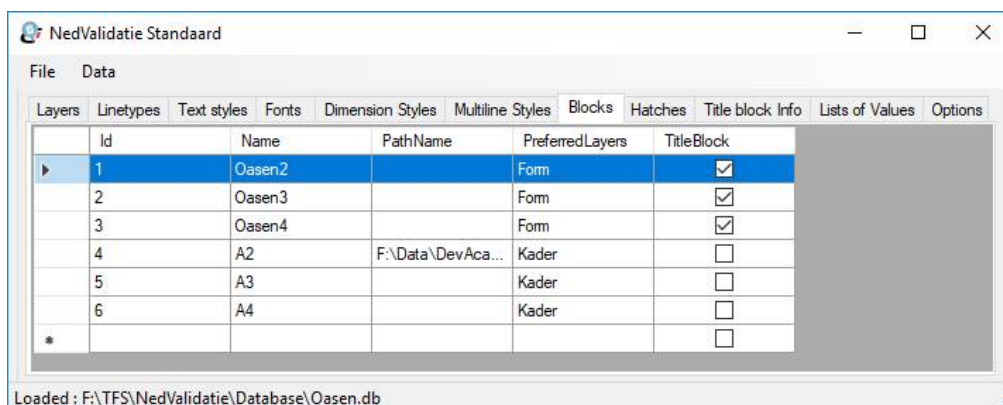 NedValidatie Standaard
File Data
Layers Linetypes Text styles Fonts Dimension Styles Multiline Styles Blocks Hatches Title block Info Lists of Values Options
Id Name PathName PreferredLayers TitleBlock
1 Oasen2 Form
2 Oasen3 Form
3 Oasen4 Form
4 A2 F:\Data\DevAca... Kader
5 A3 Kader
6 A4 Kader
Loaded : F:\TFS\NedValidatie\Database\Oasen.db